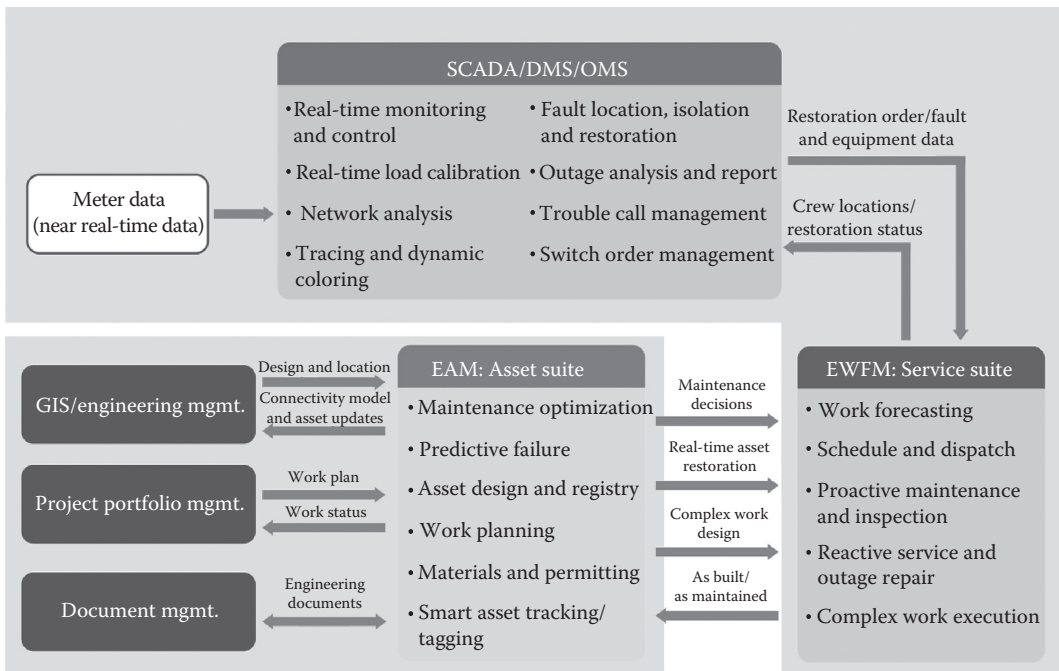 SCADA/DMS/OMS
•Real-time monitoring
and control
•Real-time load calibration
• Network analysis
•Tracing and dynamic
coloring
•Fault location, isolation
and restoration
•Outage analysis and report
•Trouble call management
•Switch order management
Meter data
(near real-time data)
Restoration order/fault
and equipment data
Crew locations/
restoration status
GIS/engineering mgmt.
Design and location
Connectivity model
and asset updates
Project portfolio mgmt.
Work plan
Work status
Document mgmt.
Engineering
documents
EAM: Asset suite
• Maintenance optimization
• Predictive failure
• Asset design and registry
• Work planning
• Materials and permitting
• Smart asset tracking/
tagging
Maintenance
decisions
Real-time asset
restoration
Complex work
design
As built/
as maintained
EWFM: Service suite
• Work forecasting
• Schedule and dispatch
• Proactive maintenance
and inspection
• Reactive service and
outage repair
• Complex work execution